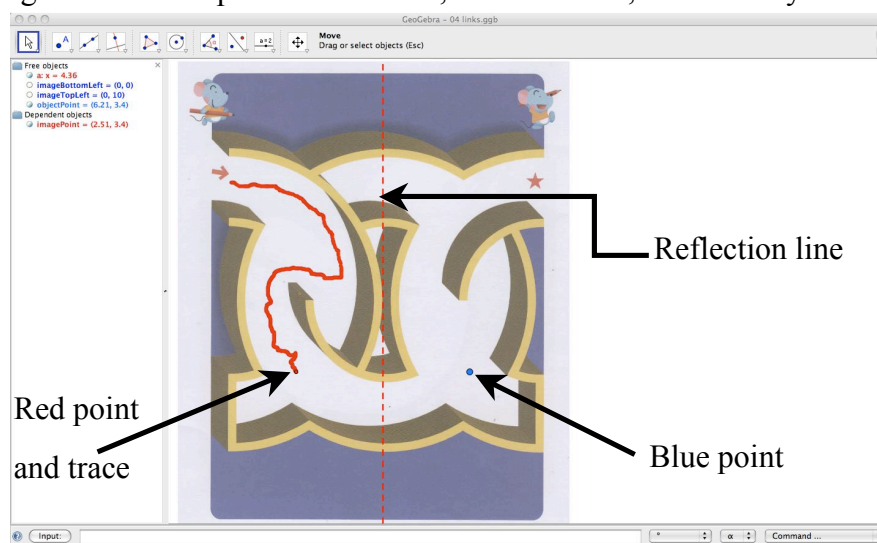 GeoGebra – 04 links.ggb
a=2
Move
Drag or select objects (Esc)
Free objects
a: x = 4.36
imageBottomLeft = (0, 0)
imageTopLeft = (0, 10)
objectPoint = (6.21, 3.4)
Dependent objects
imagePoint = (2.51, 3.4)
Reflection line
Red point
and trace
Blue point
Input:
°
α
Command ...